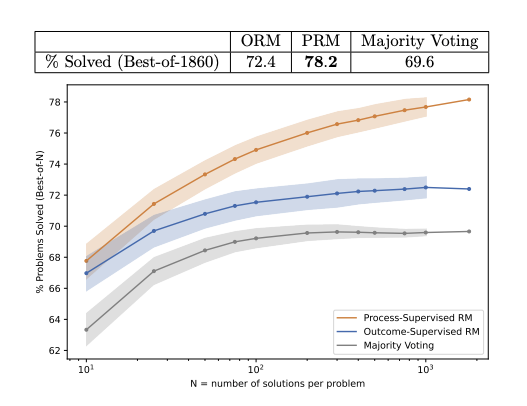 ORM PRM Majority Voting
% Solved (Best-of-1860) 72.4 78.2 69.6
% Problems Solved (Best-of-N)
78
76
74
72
70
68
66
64
62
Process-Supervised RM
Outcome-Supervised RM
Majority Voting
10¹ 10² 10³
N = number of solutions per problem